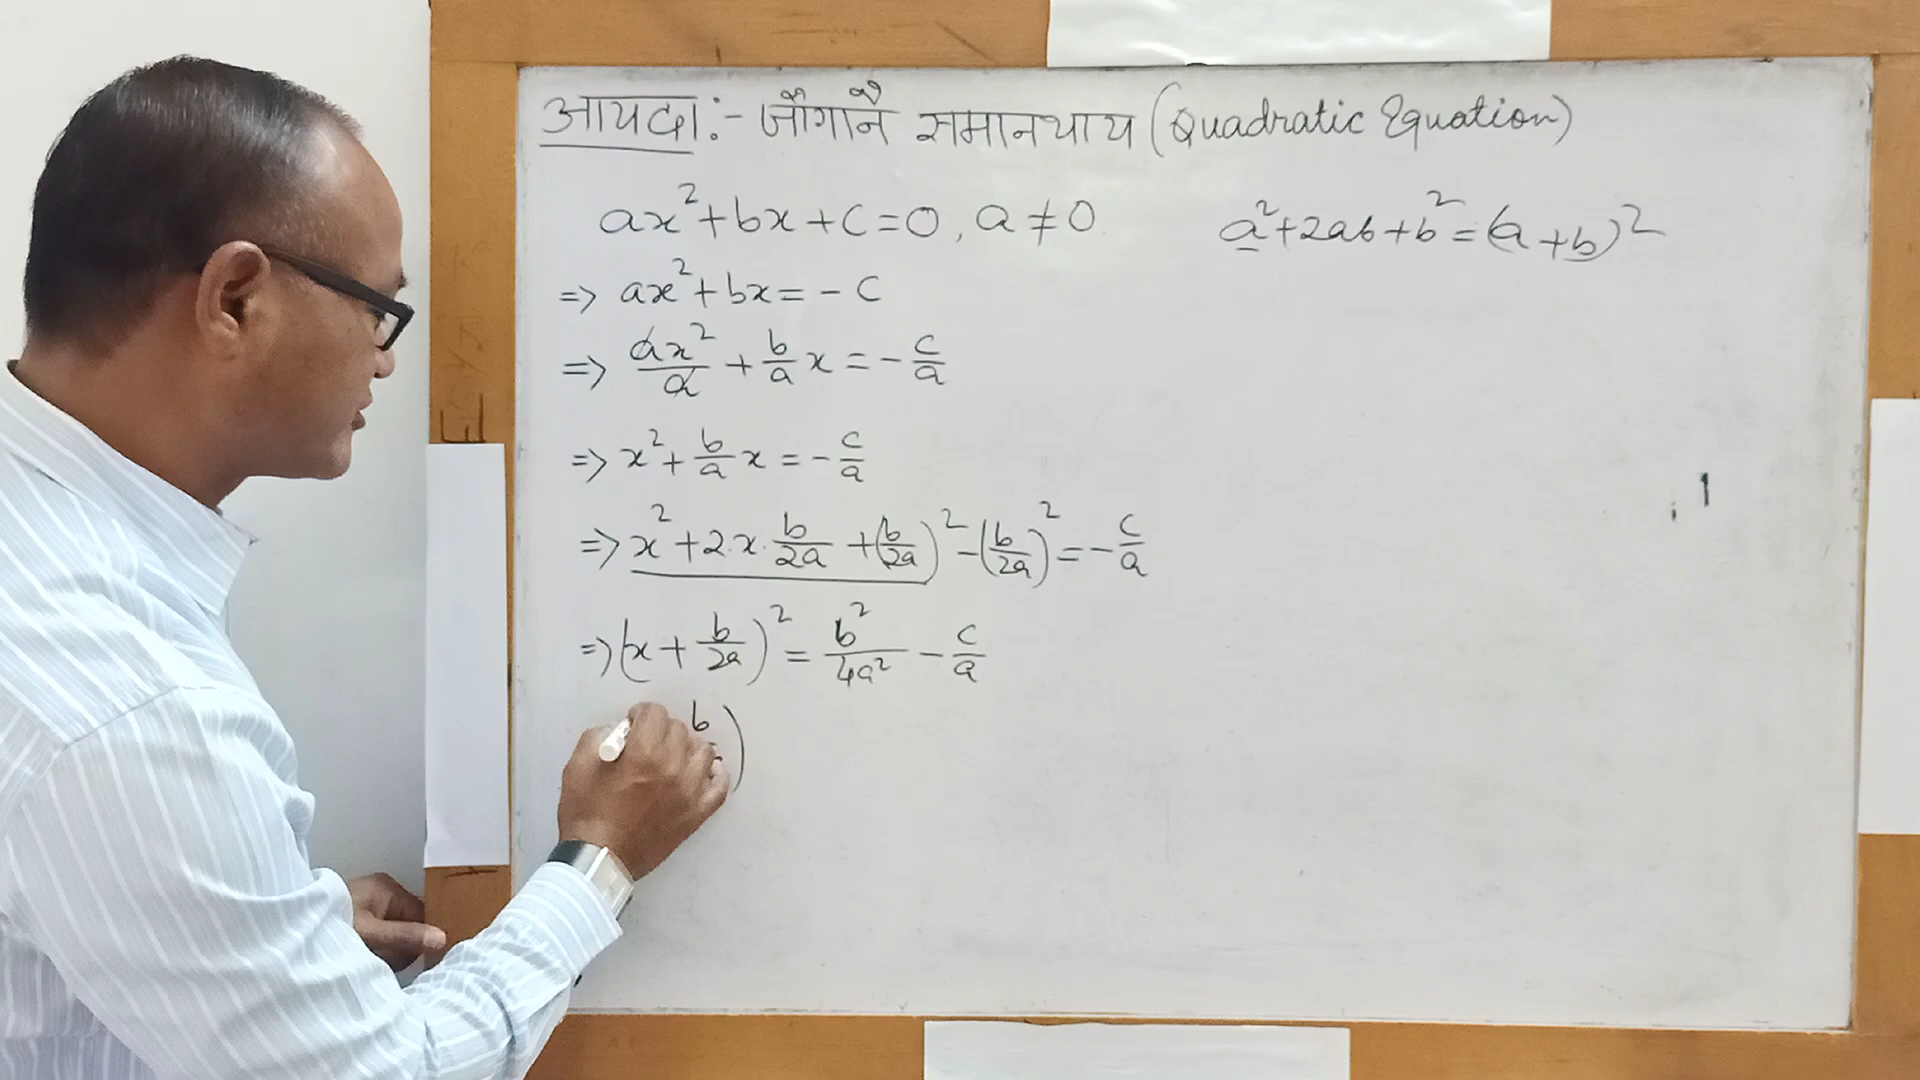 आयदा:- जौगानै समानथाय (Quadratic Equation)
ax²+bx+c=0, a≠0.
a²+2ab+b²=(a+b)²
=> ax²+bx=-c
=> ax²/a + b/a x = -c/a
=> x²+ b/a x = -c/a
=> x²+2.x. b/2a +(b/2a)²-(b/2a)²=-c/a
=> (x+ b/2a)² = b²/4a² - c/a
b )
1